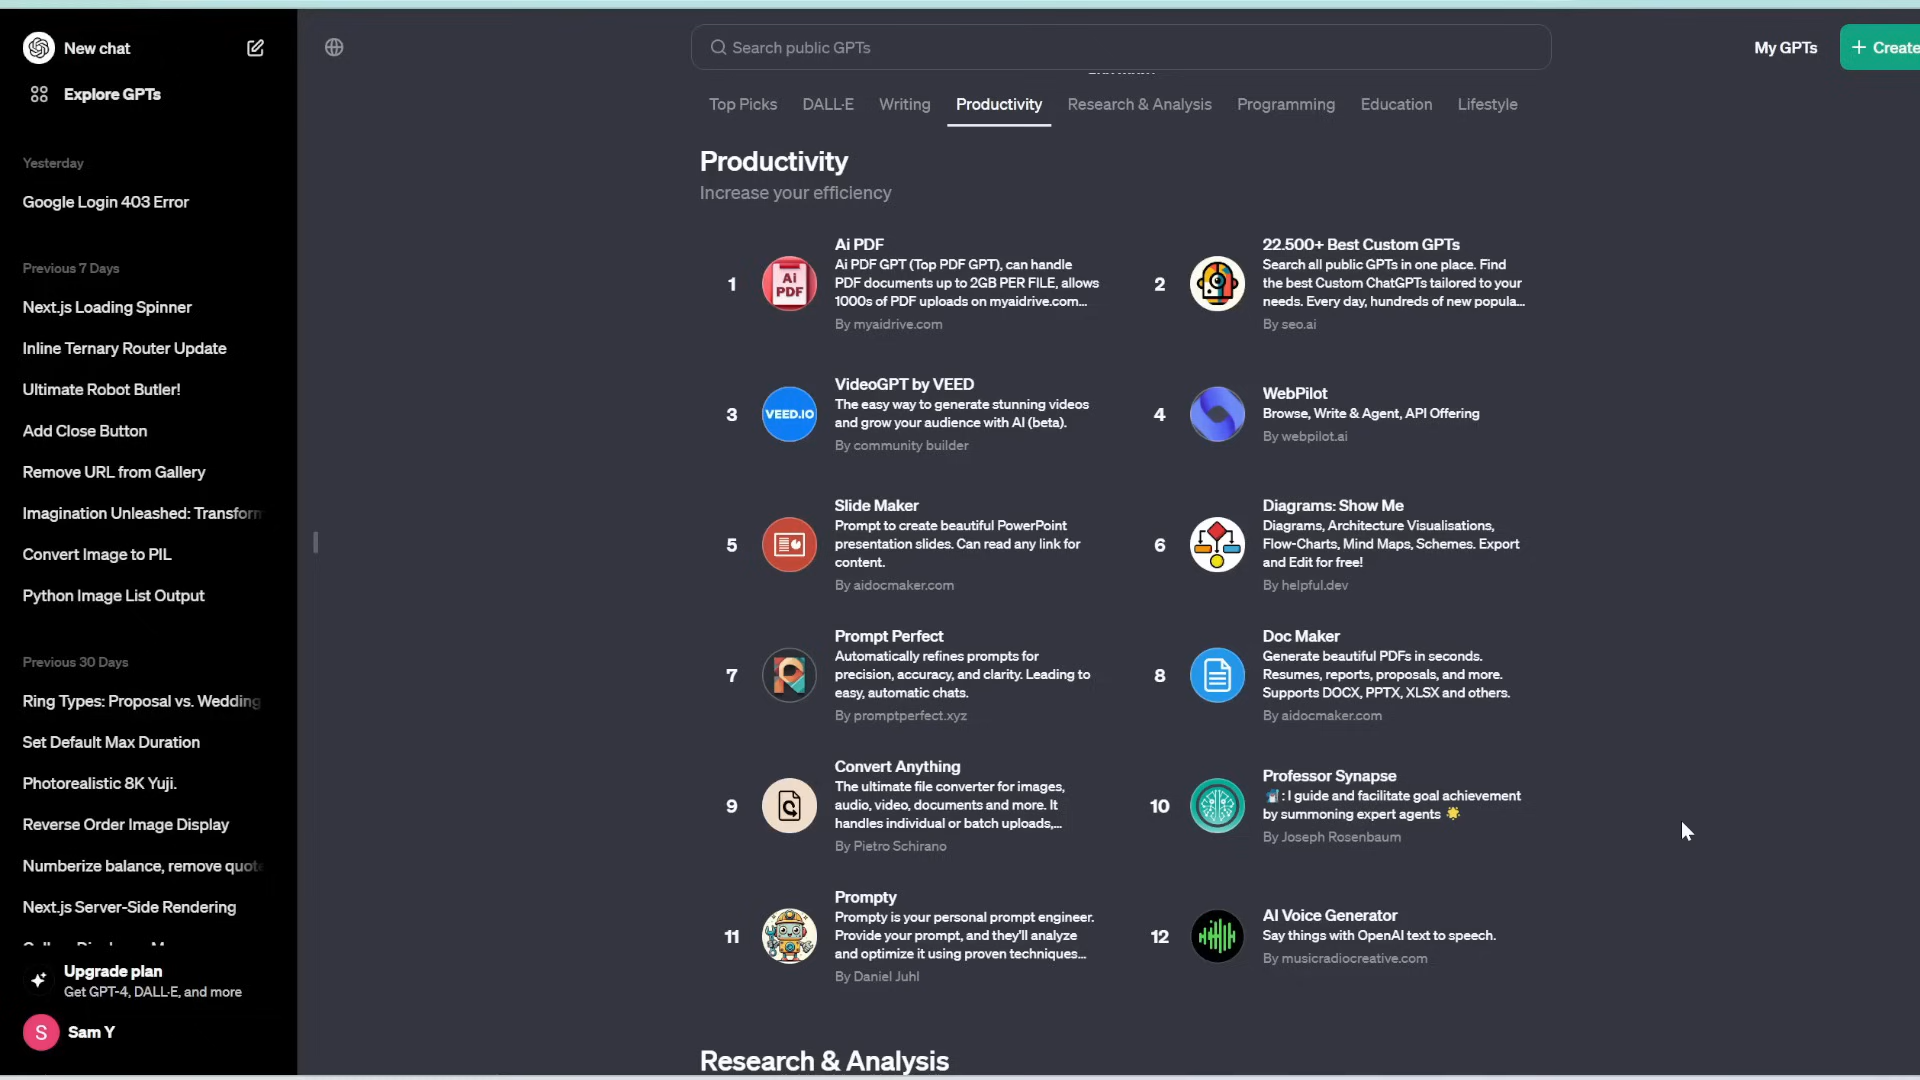 New chat
Explore GPTs
Yesterday
Google Login 403 Error
Previous 7 Days
Next.js Loading Spinner
Inline Ternary Router Update
Ultimate Robot Butler!
Add Close Button
Remove URL from Gallery
Imagination Unleashed: Transform
Convert Image to PIL
Python Image List Output
Previous 30 Days
Ring Types: Proposal vs. Wedding
Set Default Max Duration
Photorealistic 8K Yuji.
Reverse Order Image Display
Numberize balance, remove quote
Next.js Server-Side Rendering
Upgrade plan
Get GPT-4, DALL·E, and more
S
Sam Y
Search public GPTs
My GPTs
+ Create
Top Picks
DALL·E
Writing
Productivity
Research & Analysis
Programming
Education
Lifestyle
Productivity
Increase your efficiency
1
Ai
PDF
Ai PDF
Ai PDF GPT (Top PDF GPT), can handle
PDF documents up to 2GB PER FILE, allows
1000s of PDF uploads on myaidrive.com...
By myaidrive.com
2
22.500+ Best Custom GPTs
Search all public GPTs in one place. Find
the best Custom ChatGPTs tailored to your
needs. Every day, hundreds of new popula...
By seo.ai
3
VEED.IO
VideoGPT by VEED
The easy way to generate stunning videos
and grow your audience with AI (beta).
By community builder
4
WebPilot
Browse, Write & Agent, API Offering
By webpilot.ai
5
Slide Maker
Prompt to create beautiful PowerPoint
presentation slides. Can read any link for
content.
By aidocmaker.com
6
Diagrams: Show Me
Diagrams, Architecture Visualisations,
Flow-Charts, Mind Maps, Schemes. Export
and Edit for free!
By helpful.dev
7
Prompt Perfect
Automatically refines prompts for
precision, accuracy, and clarity. Leading to
easy, automatic chats.
By promptperfect.xyz
8
Doc Maker
Generate beautiful PDFs in seconds.
Resumes, reports, proposals, and more.
Supports DOCX, PPTX, XLSX and others.
By aidocmaker.com
9
Convert Anything
The ultimate file converter for images,
audio, video, documents and more. It
handles individual or batch uploads,...
By Pietro Schirano
10
Professor Synapse
🧙🏾‍♂️: I guide and facilitate goal achievement
by summoning expert agents 🌟
By Joseph Rosenbaum
11
Prompty
Prompty is your personal prompt engineer.
Provide your prompt, and they'll analyze
and optimize it using proven techniques...
By Daniel Juhl
12
AI Voice Generator
Say things with OpenAI text to speech.
By musicradiocreative.com
Research & Analysis